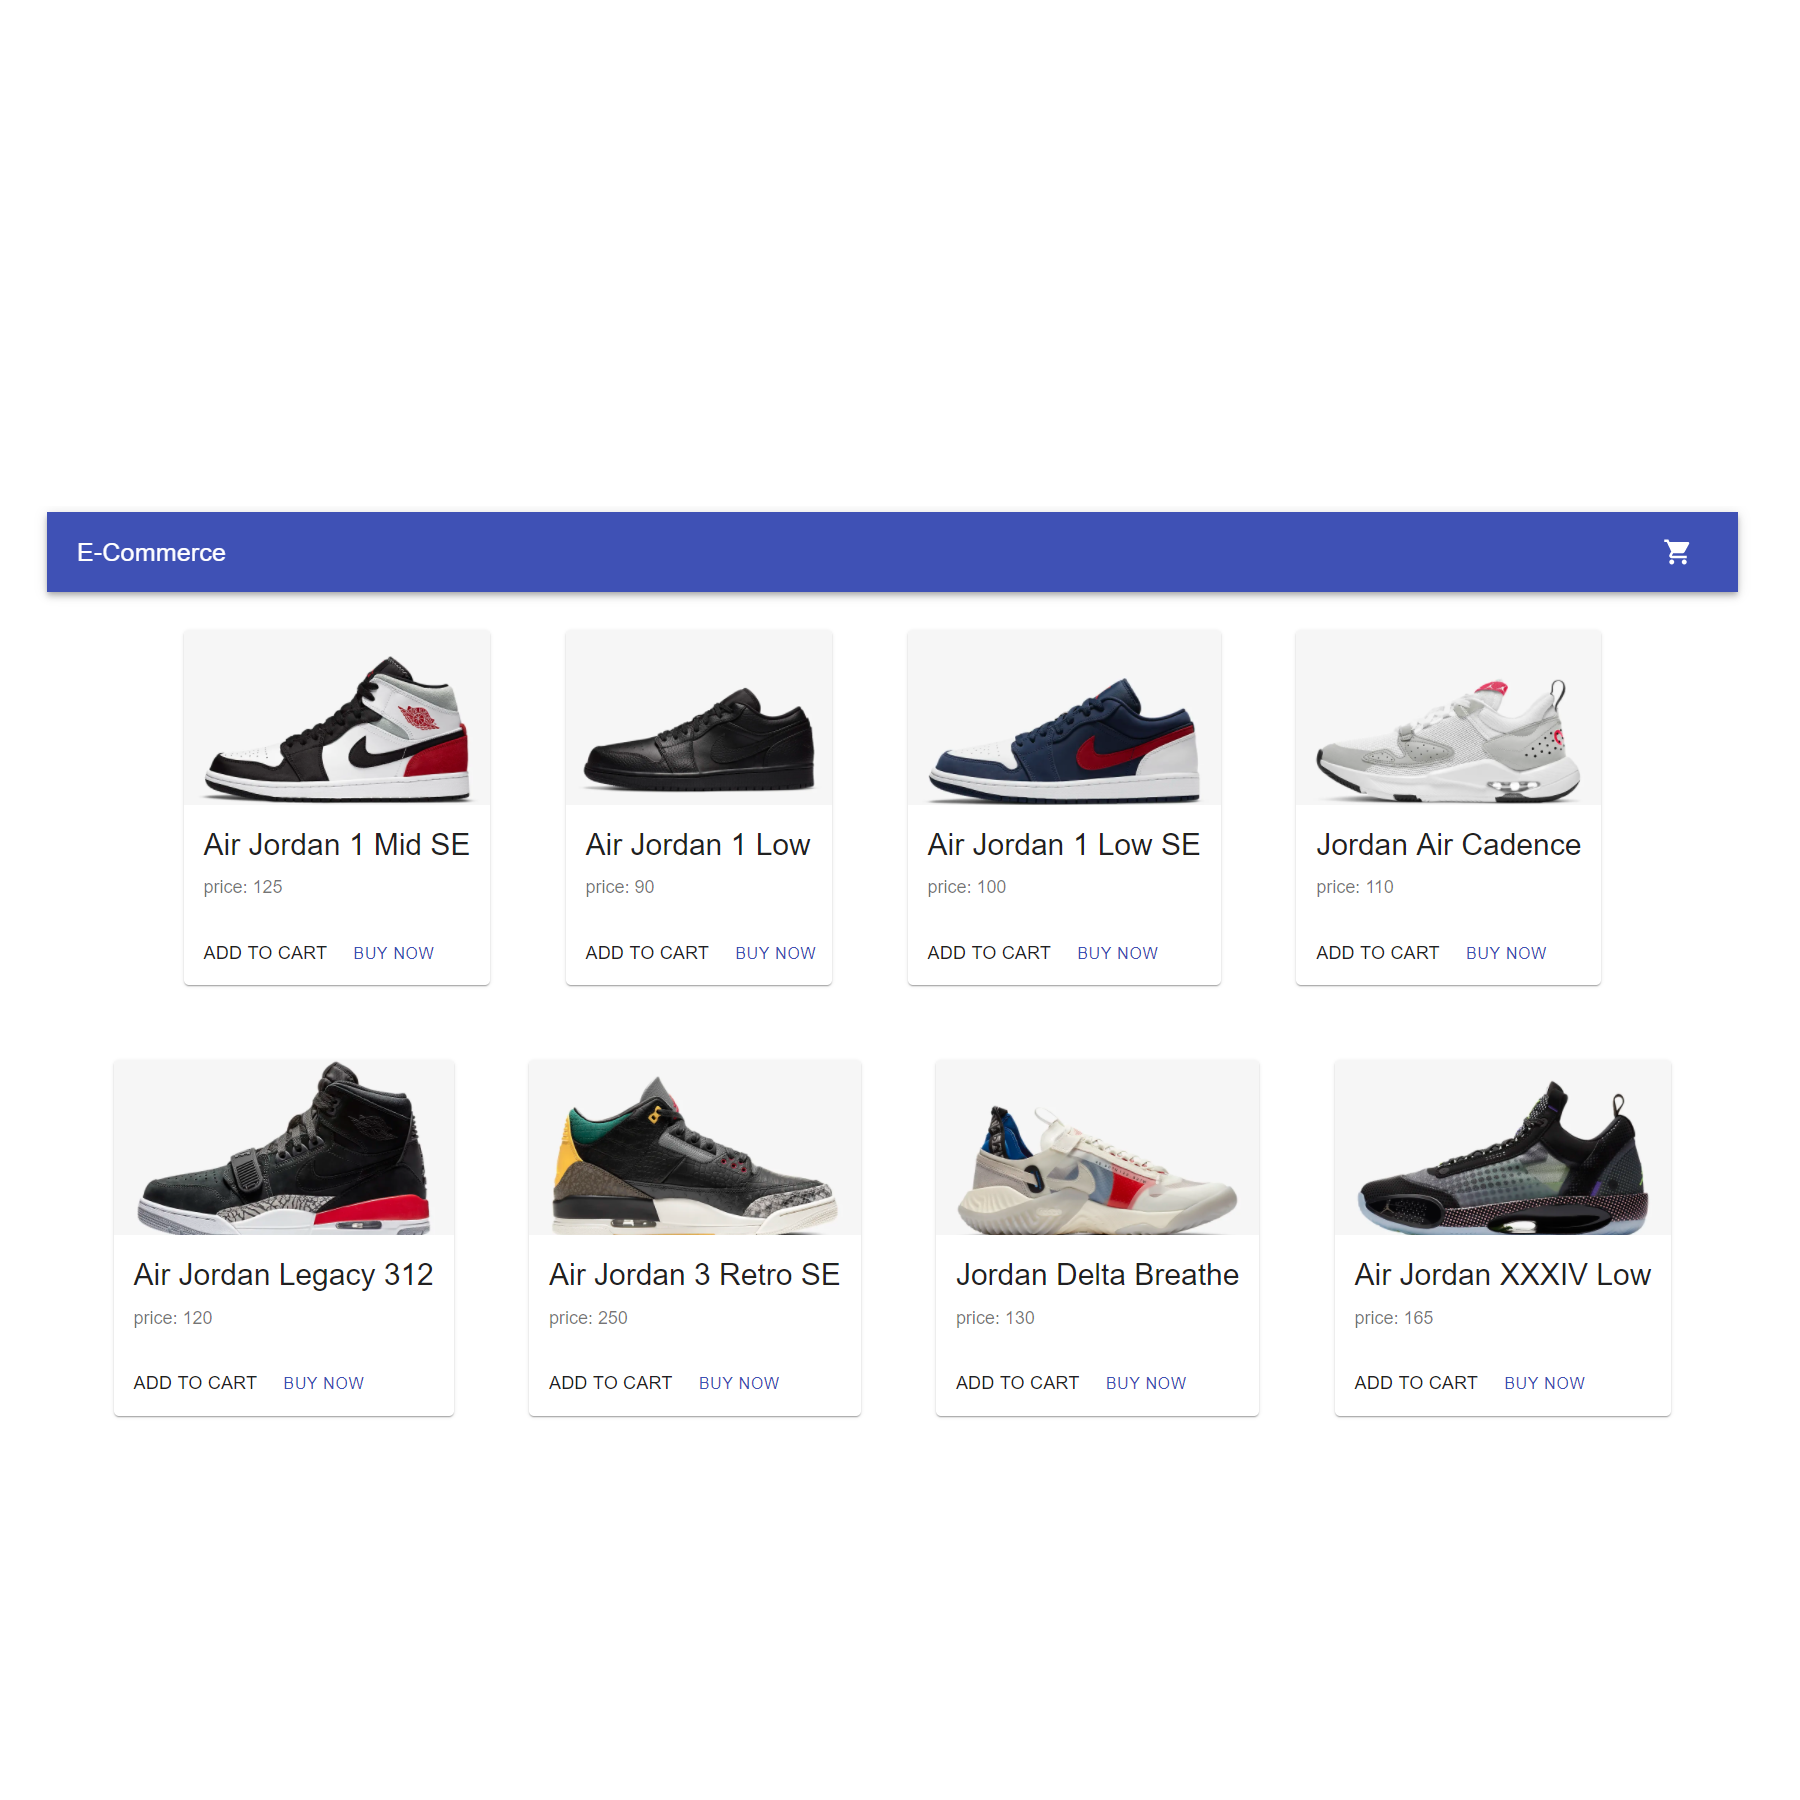 E-Commerce
Air Jordan 1 Mid SE
price: 125
ADD TO CART BUY NOW
Air Jordan 1 Low
price: 90
ADD TO CART BUY NOW
Air Jordan 1 Low SE
price: 100
ADD TO CART BUY NOW
Jordan Air Cadence
price: 110
ADD TO CART BUY NOW
Air Jordan Legacy 312
price: 120
ADD TO CART BUY NOW
Air Jordan 3 Retro SE
price: 250
ADD TO CART BUY NOW
Jordan Delta Breathe
price: 130
ADD TO CART BUY NOW
Air Jordan XXXIV Low
price: 165
ADD TO CART BUY NOW